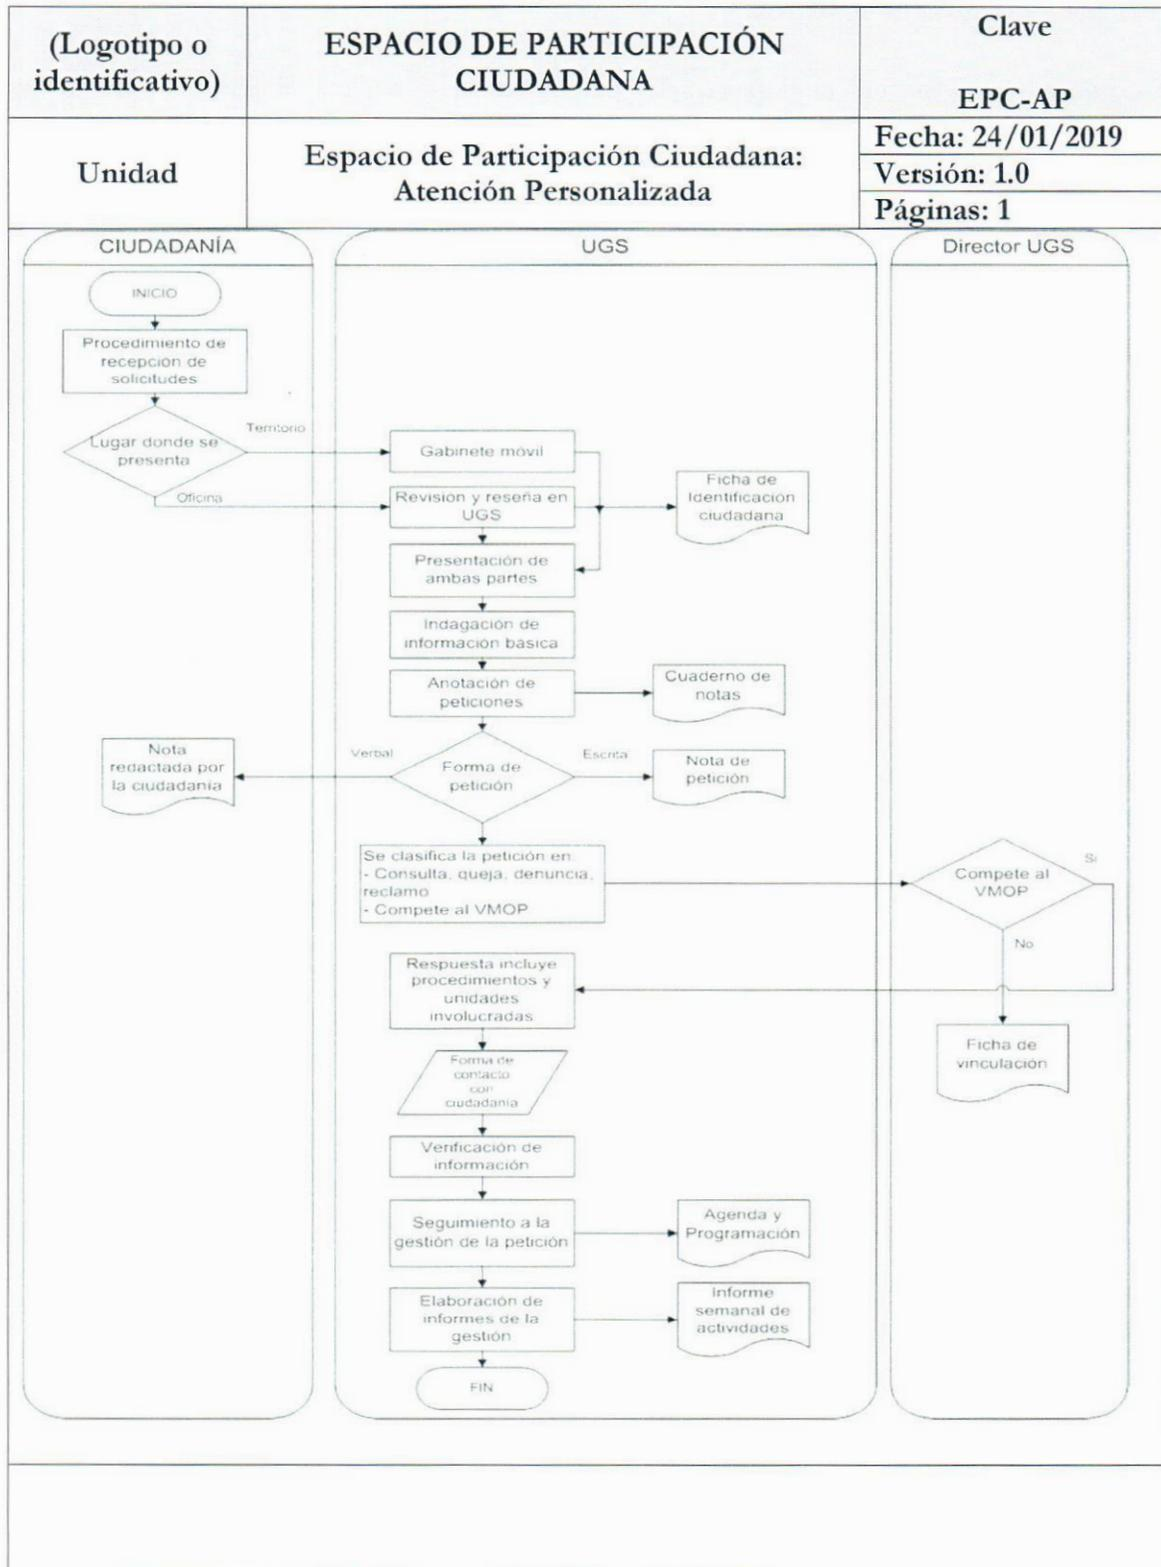 (Logotipo o
identificativo)
ESPACIO DE PARTICIPACIÓN
CIUDADANA
Clave
EPC-AP
Unidad
Espacio de Participación Ciudadana:
Atención Personalizada
Fecha: 24/01/2019
Versión: 1.0
Páginas: 1
CIUDADANÍA
UGS
Director UGS
INICIO
Procedimiento de
recepción de
solicitudes
Lugar donde se
presenta
Territorio
Oficina
Gabinete móvil
Revisión y reseña en
UGS
Ficha de
Identificación
ciudadana
Presentación de
ambas partes
Indagación de
información básica
Anotación de
peticiones
Cuaderno de
notas
Forma de
petición
Verbal
Escrita
Nota
redactada por
la ciudadanía
Nota de
petición
Se clasifica la petición en
- Consulta, queja, denuncia,
reclamo
- Compete al VMOP
Compete al
VMOP
Si
No
Respuesta incluye
procedimientos y
unidades
involucradas
Ficha de
vinculación
Forma de
contacto
con
ciudadanía
Verificación de
información
Seguimiento a la
gestión de la petición
Agenda y
Programación
Elaboración de
informes de la
gestión
Informe
semanal de
actividades
FIN